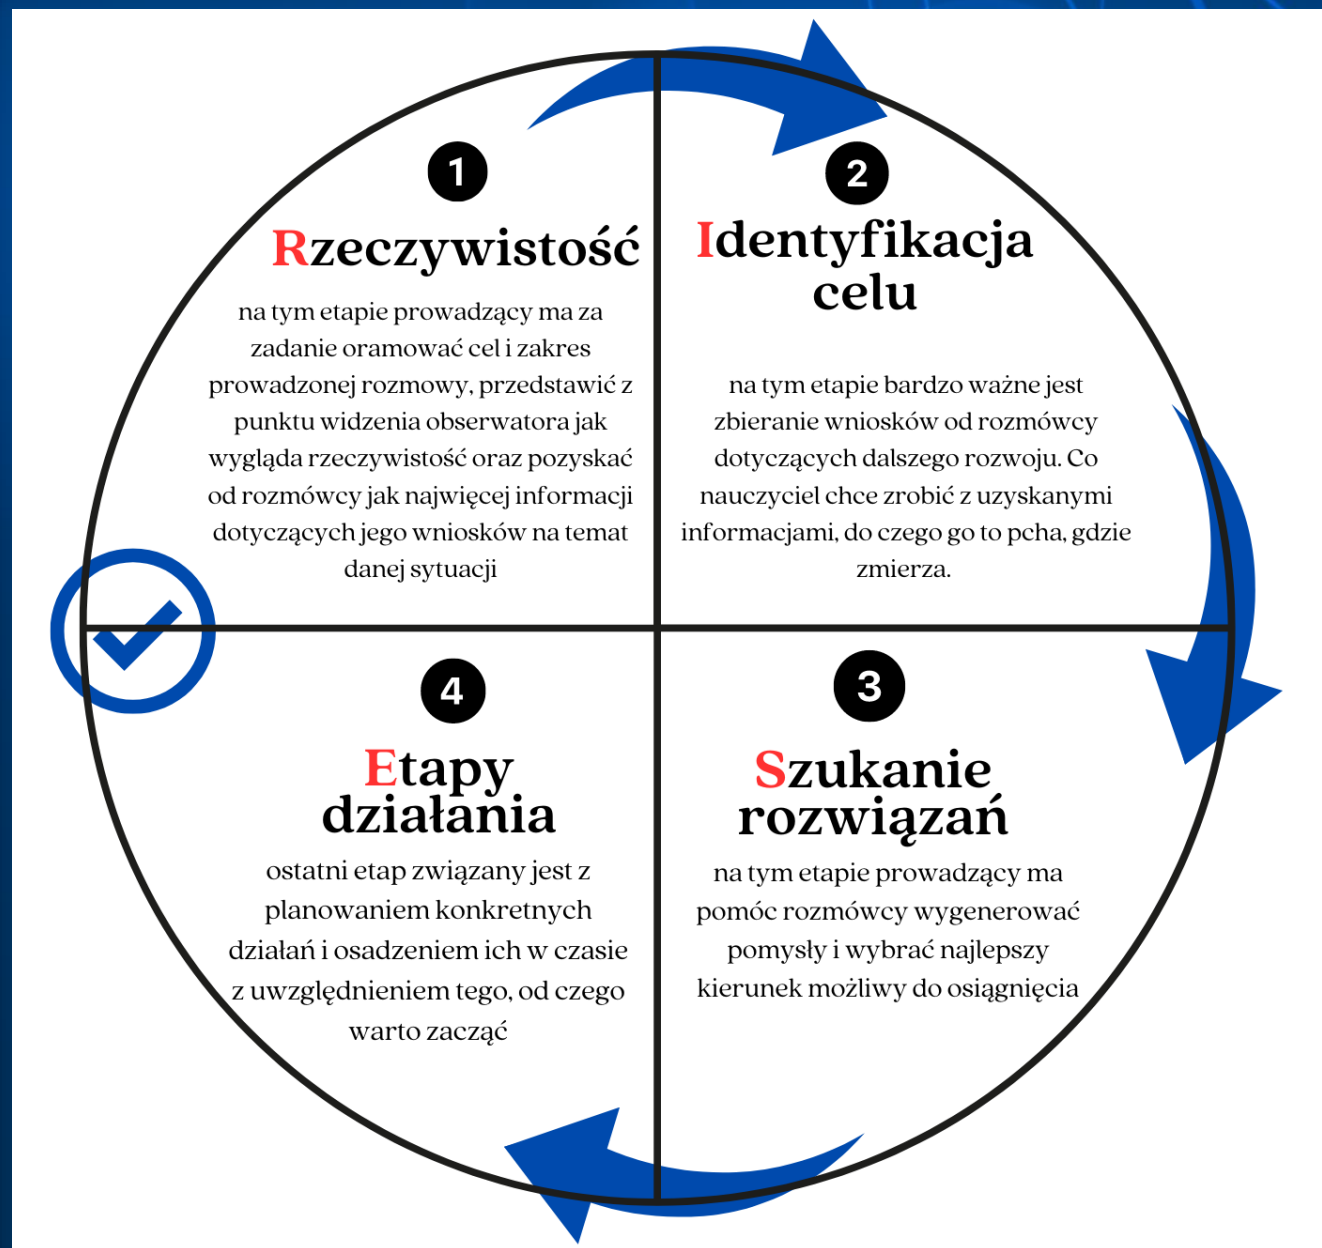 1
Rzeczywistość
na tym etapie prowadzący ma za
zadanie oramować cel i zakres
prowadzonej rozmowy, przedstawić z
punktu widzenia obserwatora jak
wygląda rzeczywistość oraz pozyskać
od rozmówcy jak najwięcej informacji
dotyczących jego wniosków na temat
danej sytuacji
2
Identyfikacja
celu
na tym etapie bardzo ważne jest
zbieranie wniosków od rozmówcy
dotyczących dalszego rozwoju. Co
nauczyciel chce zrobić z uzyskanymi
informacjami, do czego go to pcha, gdzie
zmierza.
3
Szukanie
rozwiązań
na tym etapie prowadzący ma
pomóc rozmówcy wygenerować
pomysły i wybrać najlepszy
kierunek możliwy do osiągnięcia
4
Etapy
działania
ostatni etap związany jest z
planowaniem konkretnych
działań i osadzeniem ich w czasie
z uwzględnieniem tego, od czego
warto zacząć